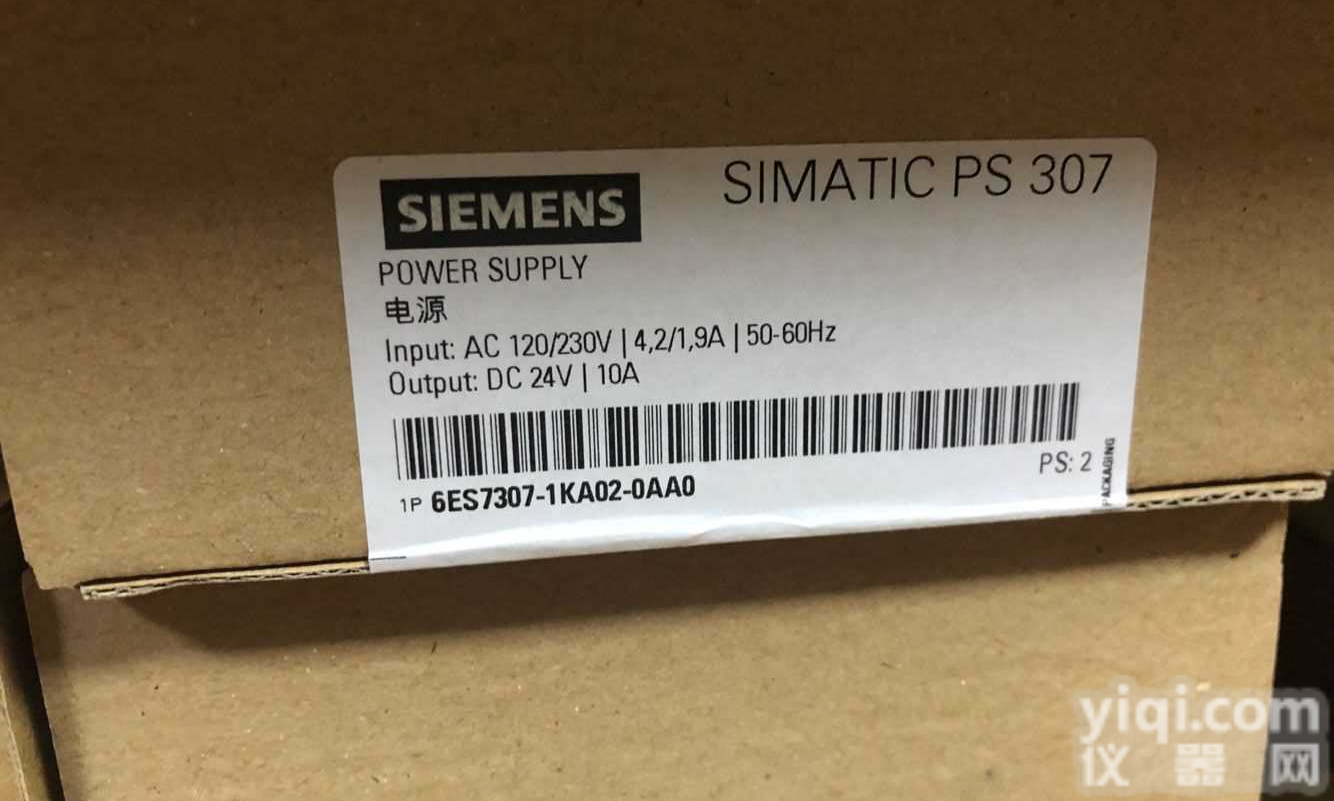 SIEMENS
SIMATIC PS 307
POWER SUPPLY
电源
Input: AC 120/230V | 4,2/1,9A | 50-60Hz
Output: DC 24V | 10A
1P 6ES7307-1KA02-0AA0
PS: 2
PACKAGING
yiqi.com
仪器网